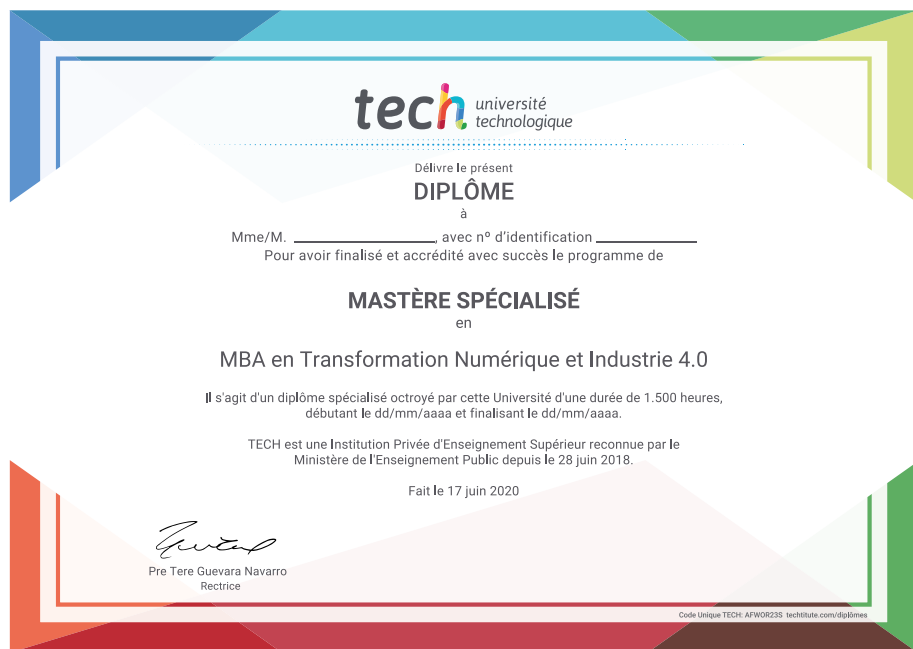 tech université
technologique
Délivre le présent
DIPLÔME
à
Mme/M. ____________, avec nº d'identification ____________
Pour avoir finalisé et accrédité avec succès le programme de
MASTÈRE SPÉCIALISÉ
en
MBA en Transformation Numérique et Industrie 4.0
Il s'agit d'un diplôme spécialisé octroyé par cette Université d'une durée de 1.500 heures,
débutant le dd/mm/aaaa et finalisant le dd/mm/aaaa.
TECH est une Institution Privée d'Enseignement Supérieur reconnue par le
Ministère de l'Enseignement Public depuis le 28 juin 2018.
Fait le 17 juin 2020
Pre Tere Guevara Navarro
Rectrice
Code Unique TECH: AFWOR23S techtitute.com/diplômes